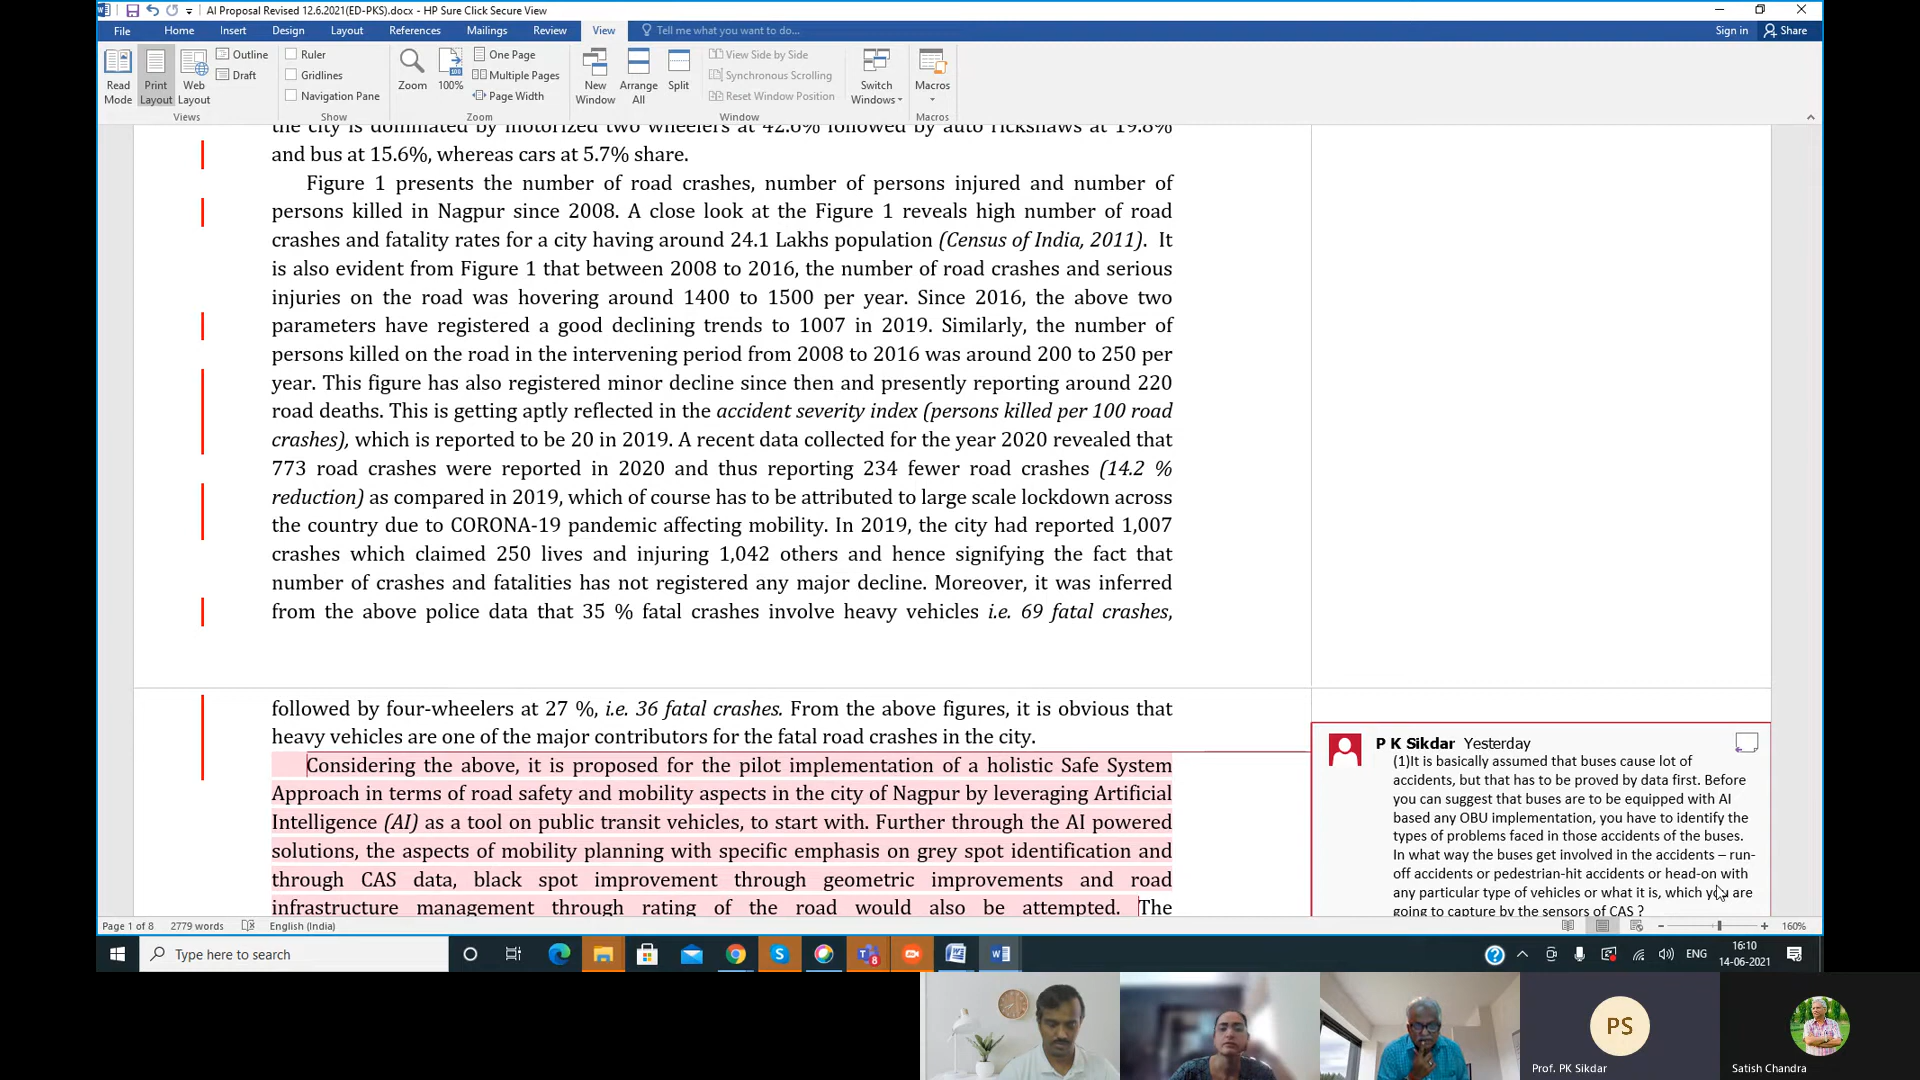 AI Proposal Revised 12.6.2021(ED-PKS).docx - HP Sure Click Secure View
File Home Insert Design Layout References Mailings Review View Tell me what you want to do... Sign in Share
Read Mode
Print Layout
Web Layout
Outline
Draft
Views
Ruler
Gridlines
Navigation Pane
Show
Zoom
100%
One Page
Multiple Pages
Page Width
Zoom
New Window
Arrange All
Split
View Side by Side
Synchronous Scrolling
Reset Window Position
Window
Switch Windows
Macros
Macros
the city is dominated by motorized two wheelers at 42.6% followed by auto rickshaws at 19.8%
and bus at 15.6%, whereas cars at 5.7% share.
Figure 1 presents the number of road crashes, number of persons injured and number of
persons killed in Nagpur since 2008. A close look at the Figure 1 reveals high number of road
crashes and fatality rates for a city having around 24.1 Lakhs population (Census of India, 2011). It
is also evident from Figure 1 that between 2008 to 2016, the number of road crashes and serious
injuries on the road was hovering around 1400 to 1500 per year. Since 2016, the above two
parameters have registered a good declining trends to 1007 in 2019. Similarly, the number of
persons killed on the road in the intervening period from 2008 to 2016 was around 200 to 250 per
year. This figure has also registered minor decline since then and presently reporting around 220
road deaths. This is getting aptly reflected in the accident severity index (persons killed per 100 road
crashes), which is reported to be 20 in 2019. A recent data collected for the year 2020 revealed that
773 road crashes were reported in 2020 and thus reporting 234 fewer road crashes (14.2 %
reduction) as compared in 2019, which of course has to be attributed to large scale lockdown across
the country due to CORONA-19 pandemic affecting mobility. In 2019, the city had reported 1,007
crashes which claimed 250 lives and injuring 1,042 others and hence signifying the fact that
number of crashes and fatalities has not registered any major decline. Moreover, it was inferred
from the above police data that 35 % fatal crashes involve heavy vehicles i.e. 69 fatal crashes,
followed by four-wheelers at 27 %, i.e. 36 fatal crashes. From the above figures, it is obvious that
heavy vehicles are one of the major contributors for the fatal road crashes in the city.
Considering the above, it is proposed for the pilot implementation of a holistic Safe System
Approach in terms of road safety and mobility aspects in the city of Nagpur by leveraging Artificial
Intelligence (AI) as a tool on public transit vehicles, to start with. Further through the AI powered
solutions, the aspects of mobility planning with specific emphasis on grey spot identification and
through CAS data, black spot improvement through geometric improvements and road
infrastructure management through rating of the road would also be attempted. The
P K Sikdar Yesterday
(1)It is basically assumed that buses cause lot of
accidents, but that has to be proved by data first. Before
you can suggest that buses are to be equipped with AI
based any OBU implementation, you have to identify the
types of problems faced in those accidents of the buses.
In what way the buses get involved in the accidents – run-
off accidents or pedestrian-hit accidents or head-on with
any particular type of vehicles or what it is, which you are
going to capture by the sensors of CAS ?
Page 1 of 8 2779 words English (India) 160%
Type here to search
8
ENG
16:10
14-06-2021
PS
Prof. PK Sikdar
Satish Chandra